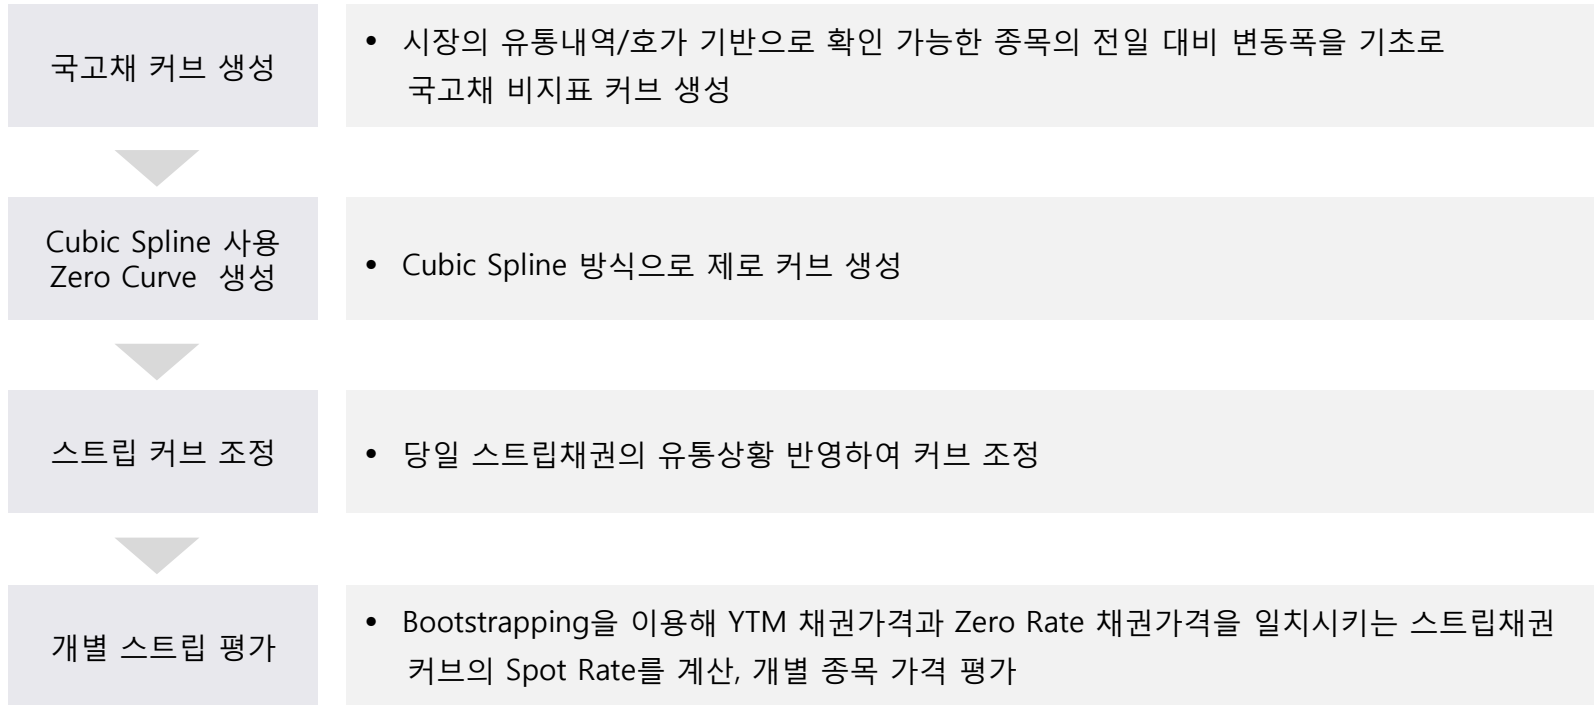 국고채 커브 생성
• 시장의 유통내역/호가 기반으로 확인 가능한 종목의 전일 대비 변동폭을 기초로
국고채 비지표 커브 생성
Cubic Spline 사용
Zero Curve 생성
• Cubic Spline 방식으로 제로 커브 생성
스트립 커브 조정
• 당일 스트립채권의 유통상황 반영하여 커브 조정
개별 스트립 평가
• Bootstrapping을 이용해 YTM 채권가격과 Zero Rate 채권가격을 일치시키는 스트립채권
커브의 Spot Rate를 계산, 개별 종목 가격 평가